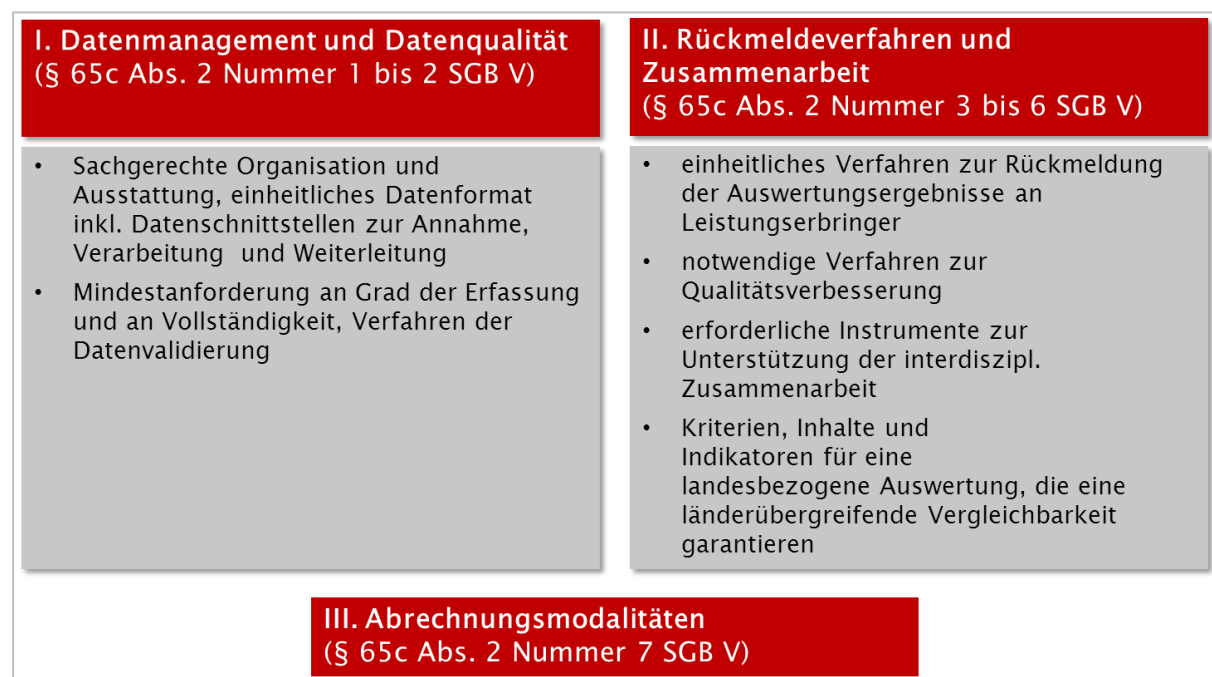 I. Datenmanagement und Datenqualität
(§ 65c Abs. 2 Nummer 1 bis 2 SGB V)
• Sachgerechte Organisation und
Ausstattung, einheitliches Datenformat
inkl. Datenschnittstellen zur Annahme,
Verarbeitung und Weiterleitung
• Mindestanforderung an Grad der Erfassung
und an Vollständigkeit, Verfahren der
Datenvalidierung
II. Rückmeldeverfahren und
Zusammenarbeit
(§ 65c Abs. 2 Nummer 3 bis 6 SGB V)
• einheitliches Verfahren zur Rückmeldung
der Auswertungsergebnisse an
Leistungserbringer
• notwendige Verfahren zur
Qualitätsverbesserung
• erforderliche Instrumente zur
Unterstützung der interdiszipl.
Zusammenarbeit
• Kriterien, Inhalte und
Indikatoren für eine
landesbezogene Auswertung, die eine
länderübergreifende Vergleichbarkeit
garantieren
III. Abrechnungsmodalitäten
(§ 65c Abs. 2 Nummer 7 SGB V)